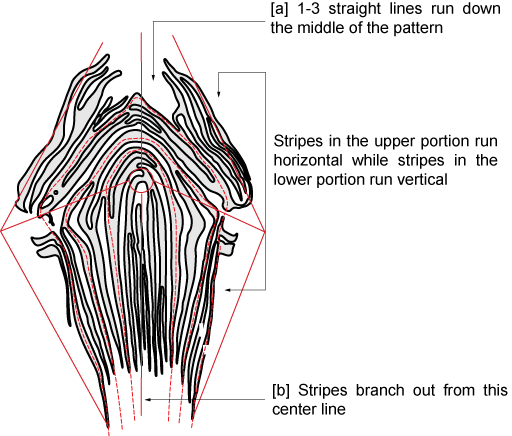 [a] 1-3 straight lines run down
the middle of the pattern
Stripes in the upper portion run
horizontal while stripes in the
lower portion run vertical
[b] Stripes branch out from this
center line